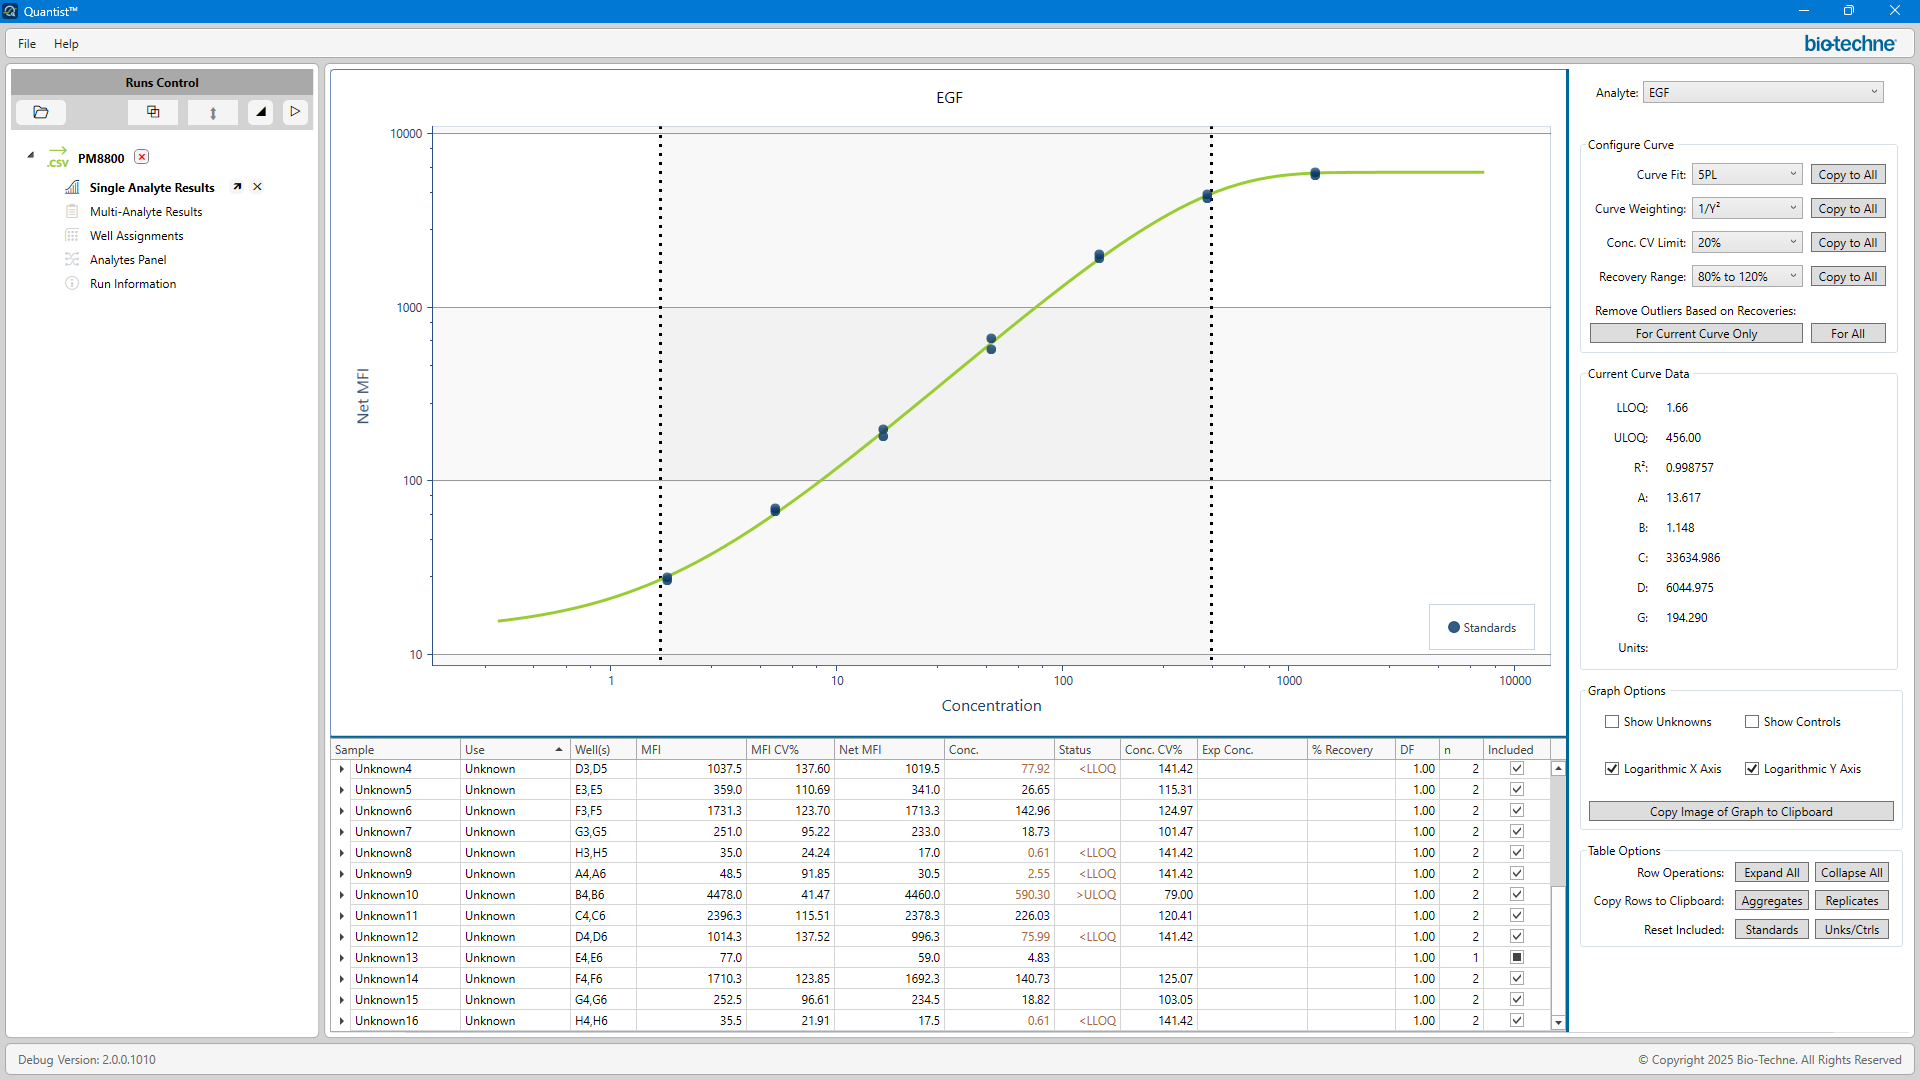 Quantist™
File Help
bio-techne
Runs Control
.CSV PM8800
Single Analyte Results
Multi-Analyte Results
Well Assignments
Analytes Panel
Run Information
EGF
10000
1000
100
10
Net MFI
1 10 100 1000 10000
Concentration
Standards
Sample Use Well(s) MFI MFI CV% Net MFI Conc. Status Conc. CV% Exp Conc. % Recovery DF n Included
Unknown4 Unknown D3,D5 1037.5 137.60 1019.5 77.92 <LLOQ 141.42 1.00 2
Unknown5 Unknown E3,E5 359.0 110.69 341.0 26.65 115.31 1.00 2
Unknown6 Unknown F3,F5 1731.3 123.70 1713.3 142.96 124.97 1.00 2
Unknown7 Unknown G3,G5 251.0 95.22 233.0 18.73 101.47 1.00 2
Unknown8 Unknown H3,H5 35.0 24.24 17.0 0.61 <LLOQ 141.42 1.00 2
Unknown9 Unknown A4,A6 48.5 91.85 30.5 2.55 <LLOQ 141.42 1.00 2
Unknown10 Unknown B4,B6 4478.0 41.47 4460.0 590.30 >ULOQ 79.00 1.00 2
Unknown11 Unknown C4,C6 2396.3 115.51 2378.3 226.03 120.41 1.00 2
Unknown12 Unknown D4,D6 1014.3 137.52 996.3 75.99 <LLOQ 141.42 1.00 2
Unknown13 Unknown E4,E6 77.0 59.0 4.83 1.00 1
Unknown14 Unknown F4,F6 1710.3 123.85 1692.3 140.73 125.07 1.00 2
Unknown15 Unknown G4,G6 252.5 96.61 234.5 18.82 103.05 1.00 2
Unknown16 Unknown H4,H6 35.5 21.91 17.5 0.61 <LLOQ 141.42 1.00 2
Analyte: EGF
Configure Curve
Curve Fit: 5PL Copy to All
Curve Weighting: 1/Y² Copy to All
Conc. CV Limit: 20% Copy to All
Recovery Range: 80% to 120% Copy to All
Remove Outliers Based on Recoveries:
For Current Curve Only For All
Current Curve Data
LLOQ: 1.66
ULOQ: 456.00
R²: 0.998757
A: 13.617
B: 1.148
C: 33634.986
D: 6044.975
G: 194.290
Units:
Graph Options
Show Unknowns Show Controls
Logarithmic X Axis Logarithmic Y Axis
Copy Image of Graph to Clipboard
Table Options
Row Operations: Expand All Collapse All
Copy Rows to Clipboard: Aggregates Replicates
Reset Included: Standards Unks/Ctrls
Debug Version: 2.0.0.1010
© Copyright 2025 Bio-Techne. All Rights Reserved